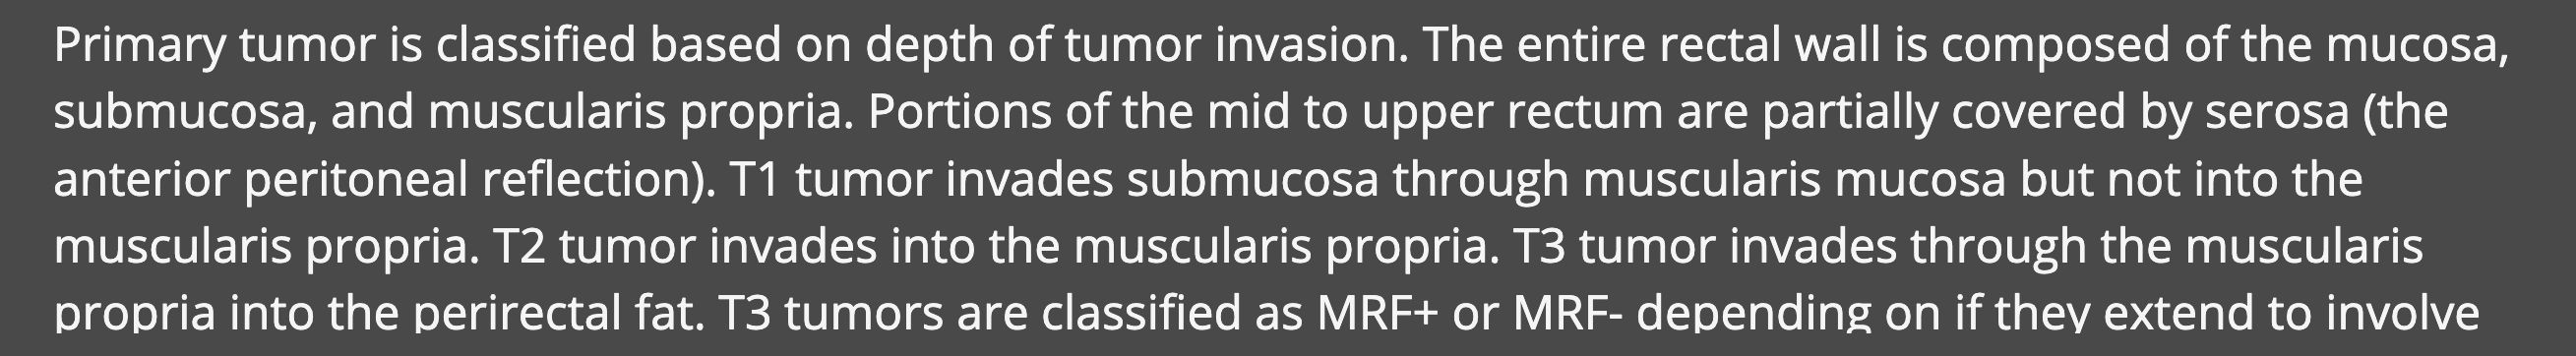 Primary tumor is classified based on depth of tumor invasion. The entire rectal wall is composed of the mucosa,
submucosa, and muscularis propria. Portions of the mid to upper rectum are partially covered by serosa (the
anterior peritoneal reflection). T1 tumor invades submucosa through muscularis mucosa but not into the
muscularis propria. T2 tumor invades into the muscularis propria. T3 tumor invades through the muscularis
propria into the perirectal fat. T3 tumors are classified as MRF+ or MRF- depending on if they extend to involve